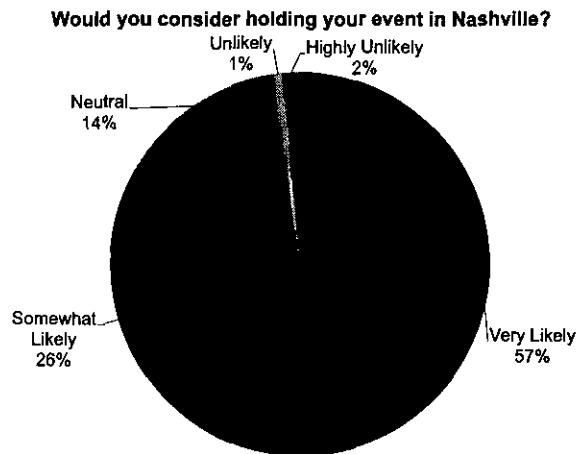 Would you consider holding your event in Nashville?
Unlikely
1%
Highly Unlikely
2%
Neutral
14%
Somewhat
Likely
26%
Very Likely
57%